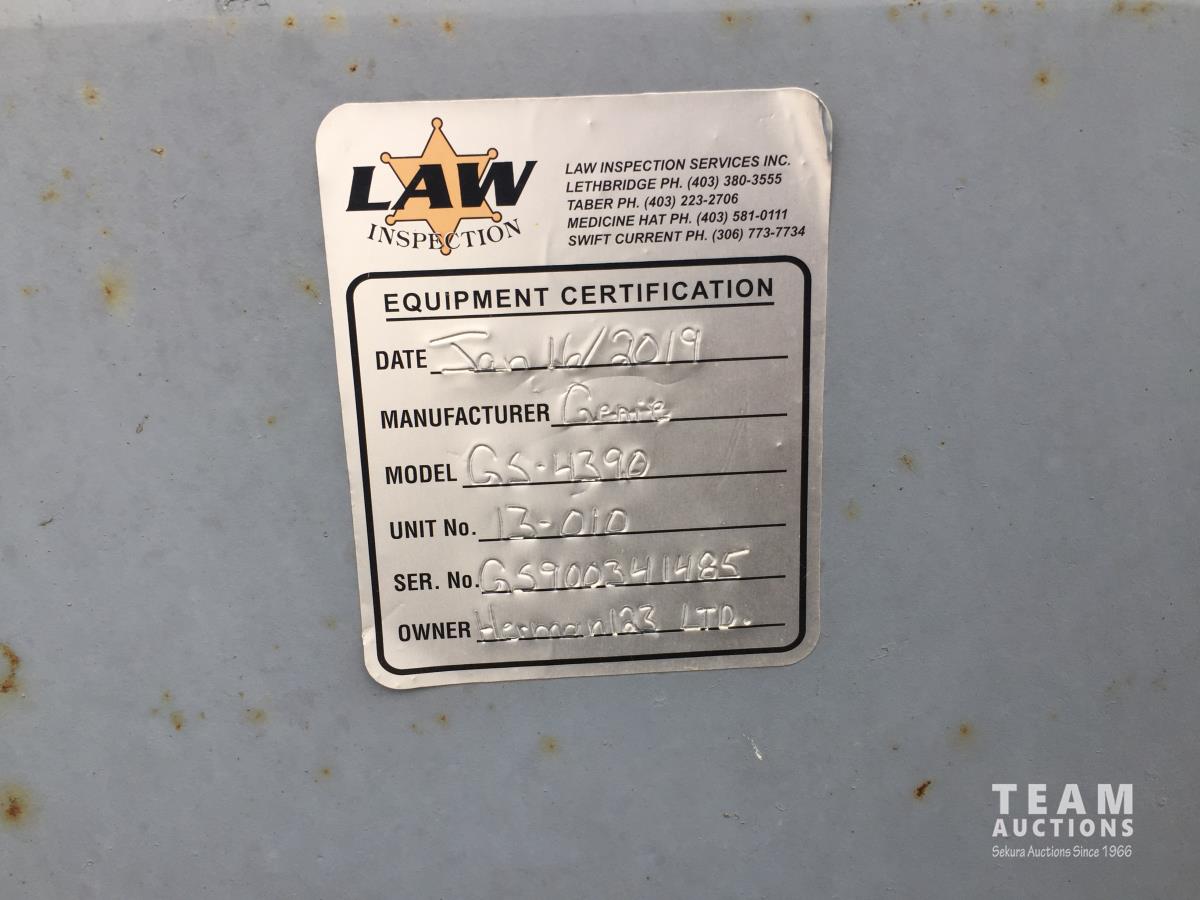 LAW
INSPECTION
LAW INSPECTION SERVICES INC.
LETHBRIDGE PH. (403) 380-3555
TABER PH. (403) 223-2706
MEDICINE HAT PH. (403) 581-0111
SWIFT CURRENT PH. (306) 773-7734
EQUIPMENT CERTIFICATION
DATE Jan 16/2019
MANUFACTURER Genie
MODEL GS-4390
UNIT No. 13-010
SER. No. GS900341485
OWNER Herman123 LTD.
TEAM
AUCTIONS
Sekura Auctions Since 1966